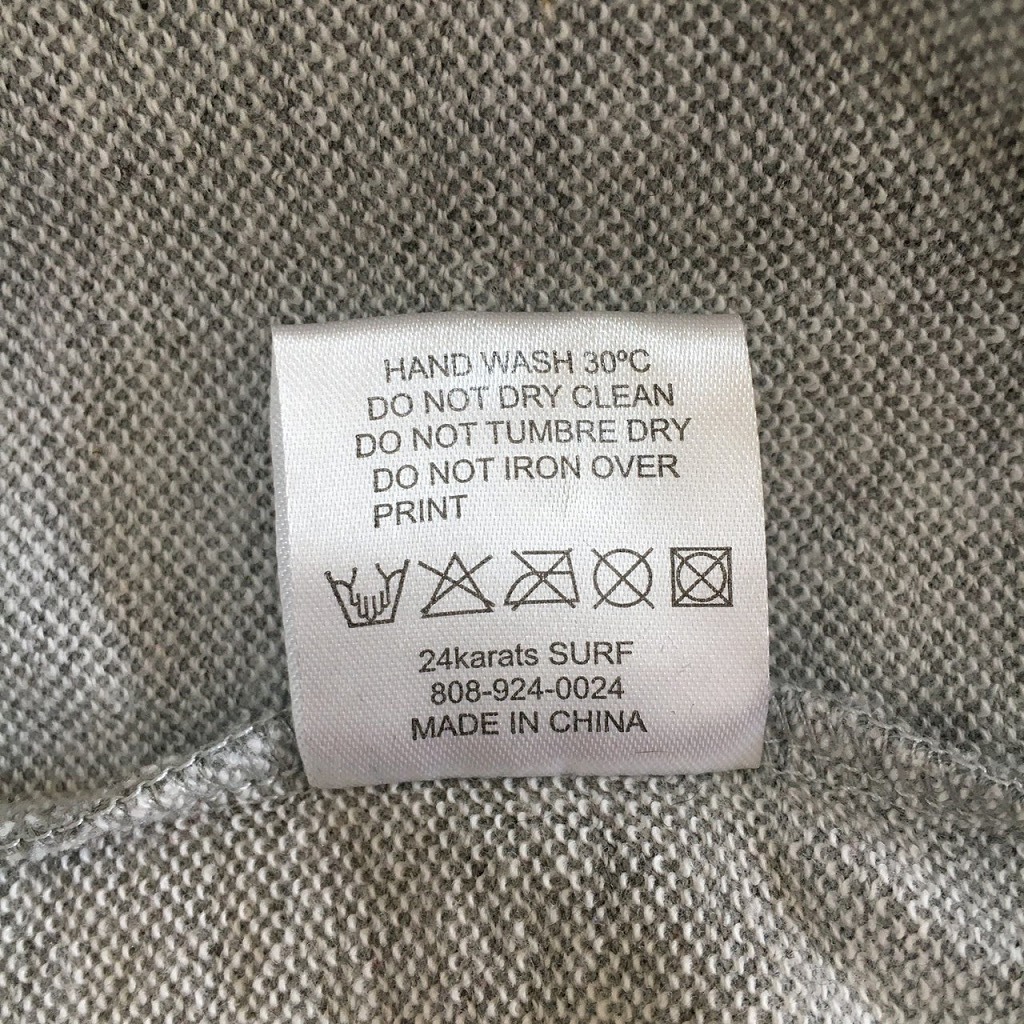 HAND WASH 30ºC
DO NOT DRY CLEAN
DO NOT TUMBRE DRY
DO NOT IRON OVER
PRINT
24karats SURF
808-924-0024
MADE IN CHINA